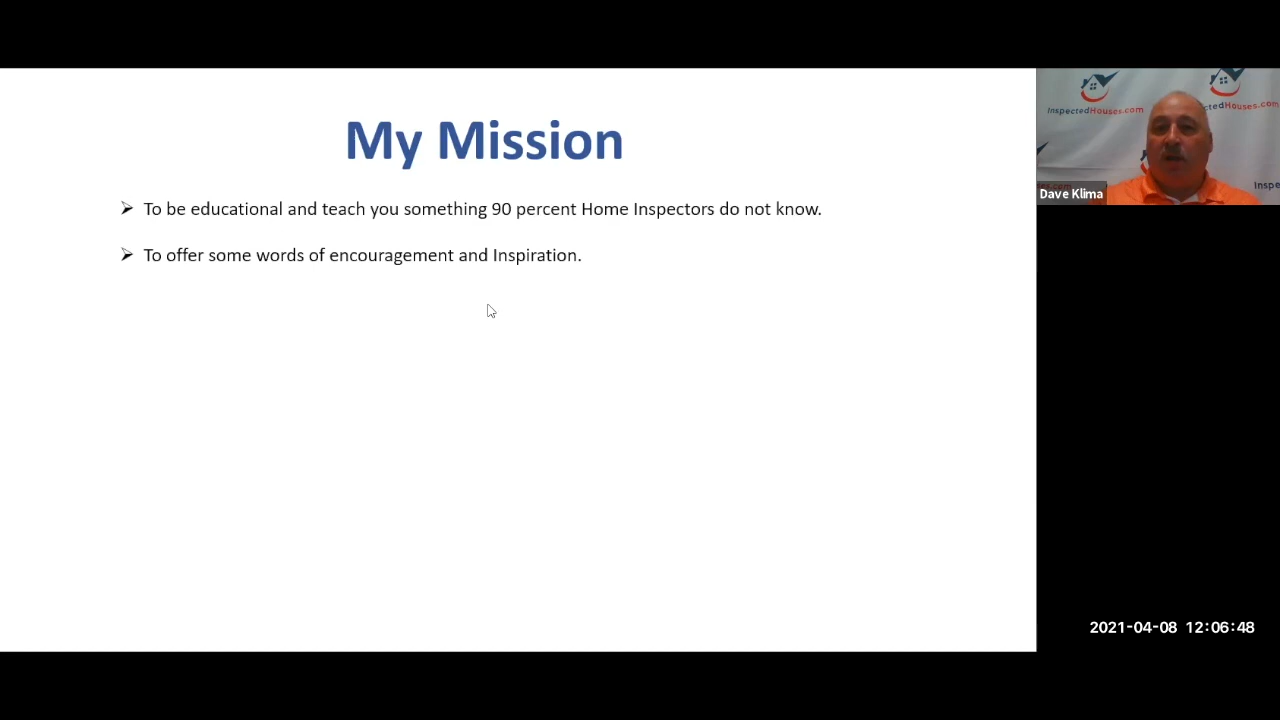 My Mission
To be educational and teach you something 90 percent Home Inspectors do not know.
To offer some words of encouragement and Inspiration.
InspectedHouses.com
ctedHouses.com
Inspe
Dave Klima
2021-04-08 12:06:48